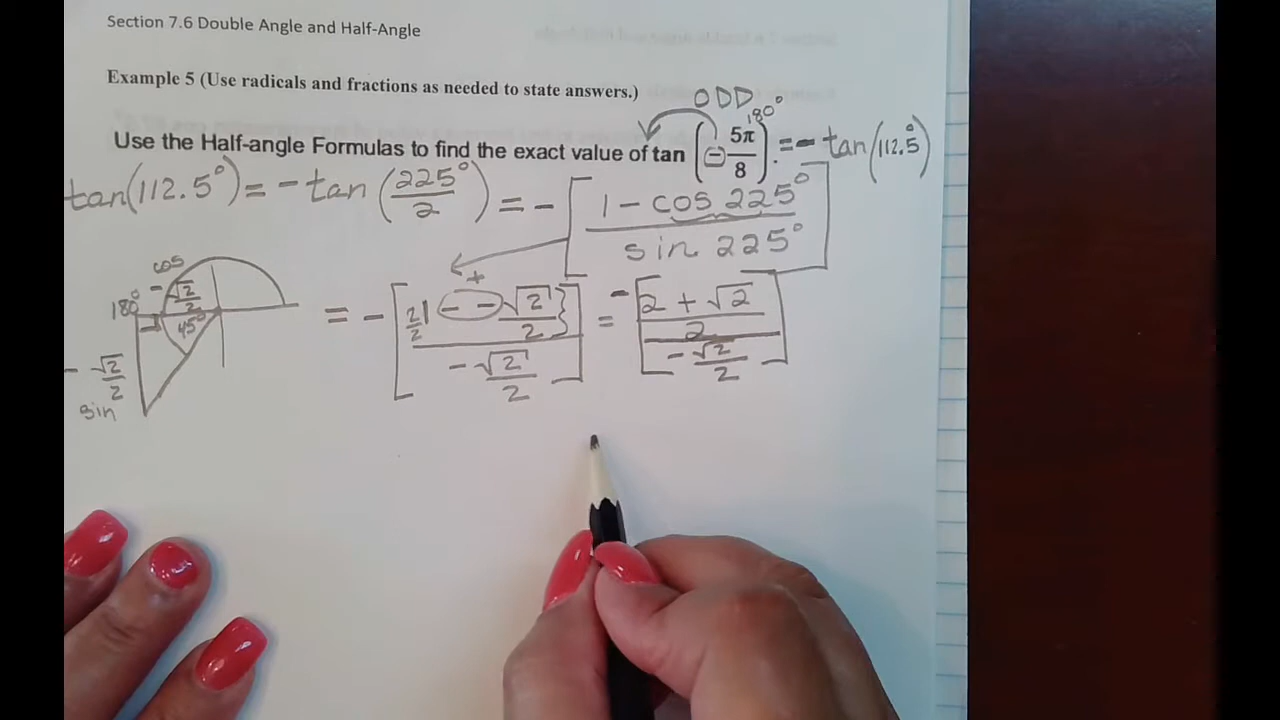 Section 7.6 Double Angle and Half-Angle
Example 5 (Use radicals and fractions as needed to state answers.)
ODD
180°
Use the Half-angle Formulas to find the exact value of tan (-5π/8). = - tan(112.5°)
tan(112.5°) = - tan(225°/2) = - [(1 - cos 225°)/(sin 225°)]
cos
180° - √2/2
45°
- √2/2
sin
+
= - [(2/2 1 - - √2/2})/(- √2/2)] = - [((2 + √2)/2)/(- √2/2)]